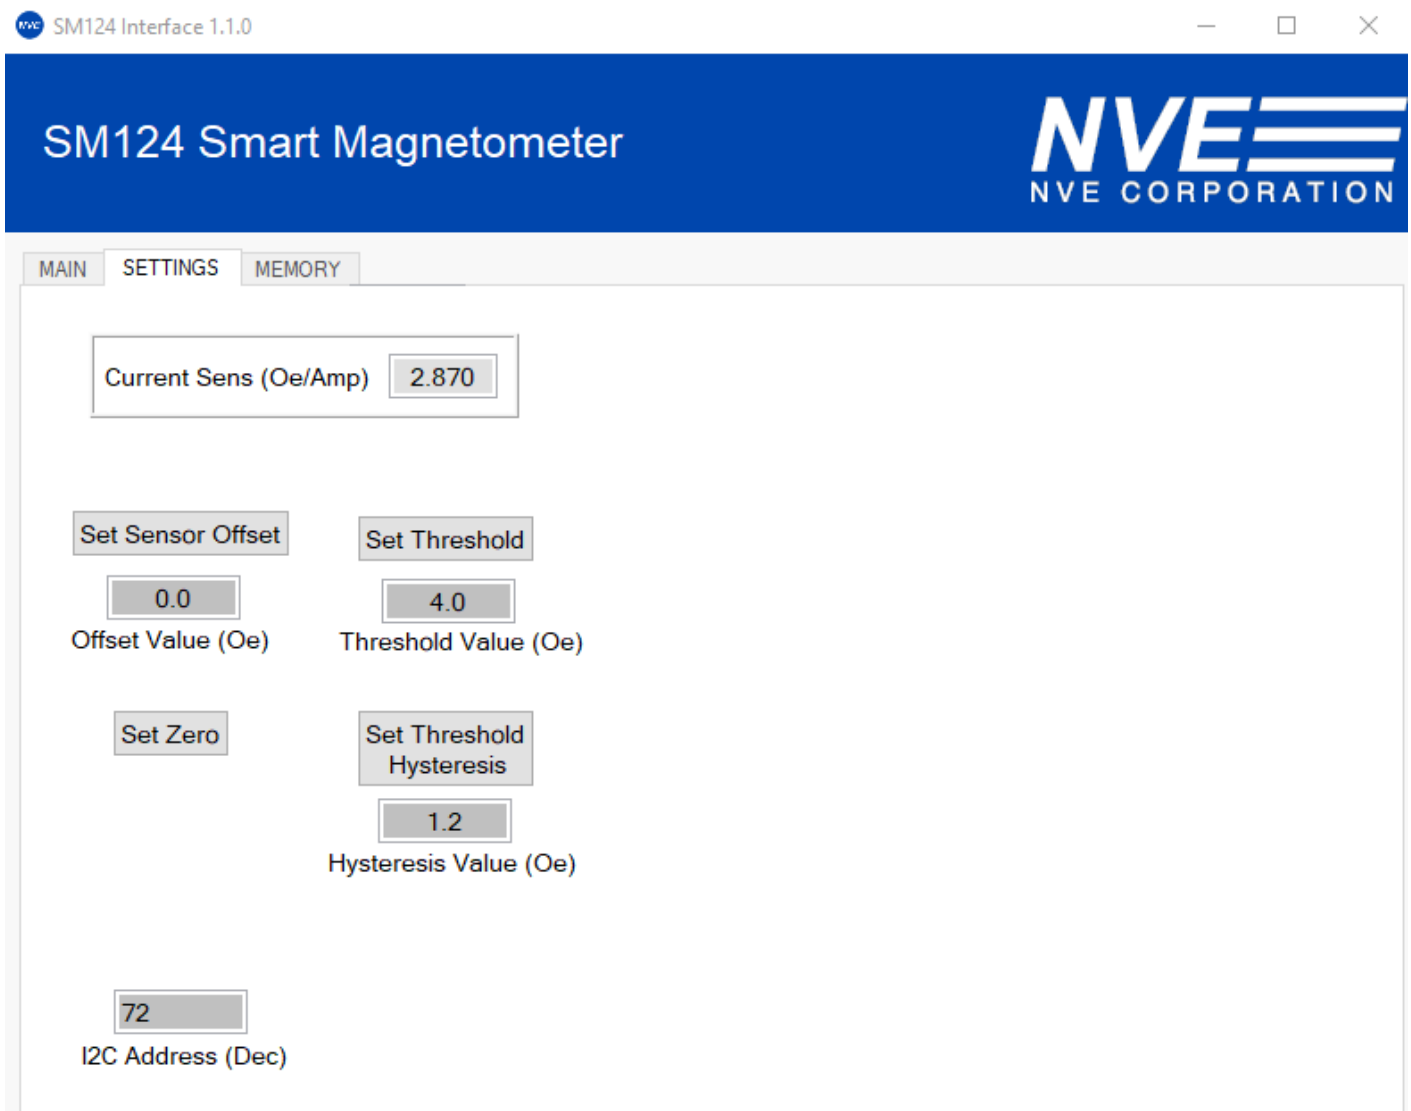 nve SM124 Interface 1.1.0
SM124 Smart Magnetometer
NVE
NVE CORPORATION
MAIN SETTINGS MEMORY
Current Sens (Oe/Amp) 2.870
Set Sensor Offset
Set Threshold
0.0
4.0
Offset Value (Oe)
Threshold Value (Oe)
Set Zero
Set Threshold
Hysteresis
1.2
Hysteresis Value (Oe)
72
I2C Address (Dec)